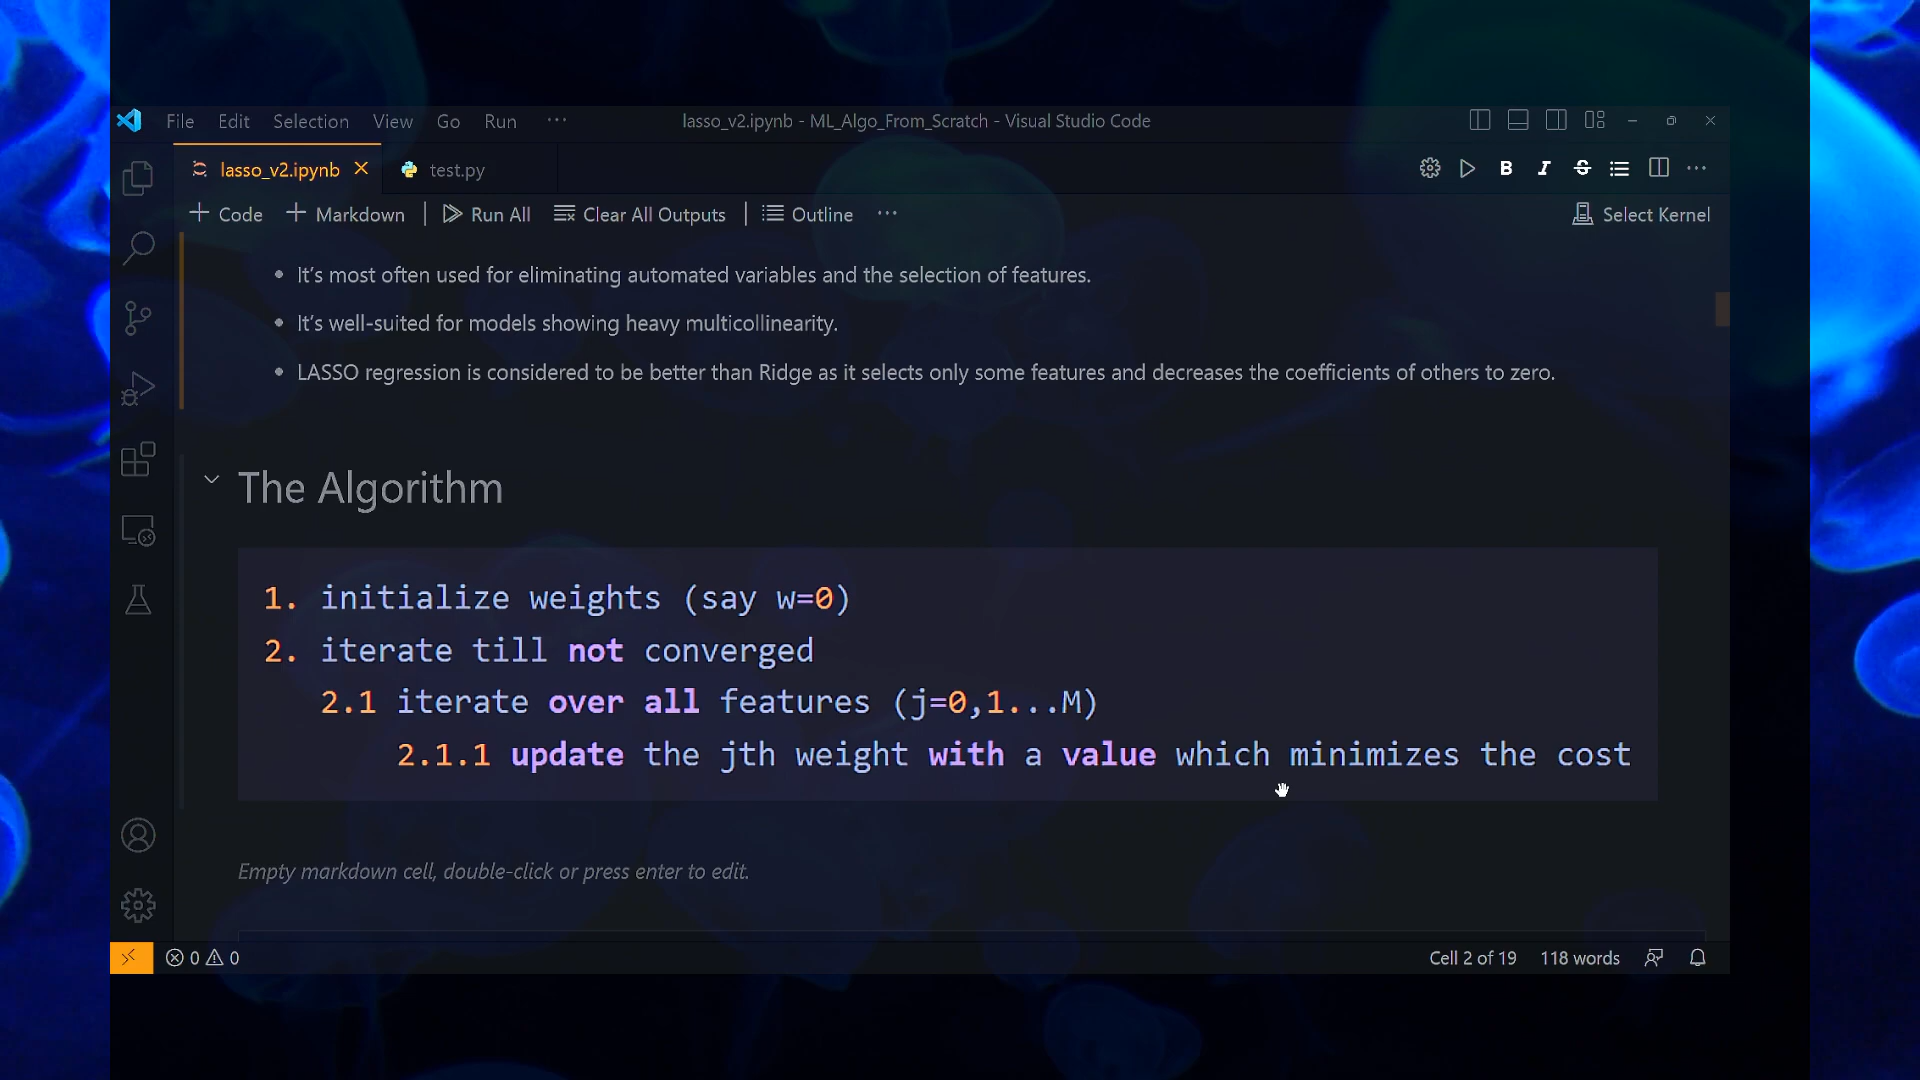 File Edit Selection View Go Run ··· lasso_v2.ipynb - ML_Algo_From_Scratch - Visual Studio Code
lasso_v2.ipynb test.py
B I S ···
+ Code + Markdown | Run All Clear All Outputs | Outline ··· Select Kernel
• It’s most often used for eliminating automated variables and the selection of features.
• It’s well-suited for models showing heavy multicollinearity.
• LASSO regression is considered to be better than Ridge as it selects only some features and decreases the coefficients of others to zero.
The Algorithm
1. initialize weights (say w=0)
2. iterate till not converged
2.1 iterate over all features (j=0,1...M)
2.1.1 update the jth weight with a value which minimizes the cost
Empty markdown cell, double-click or press enter to edit.
0 0 Cell 2 of 19 118 words